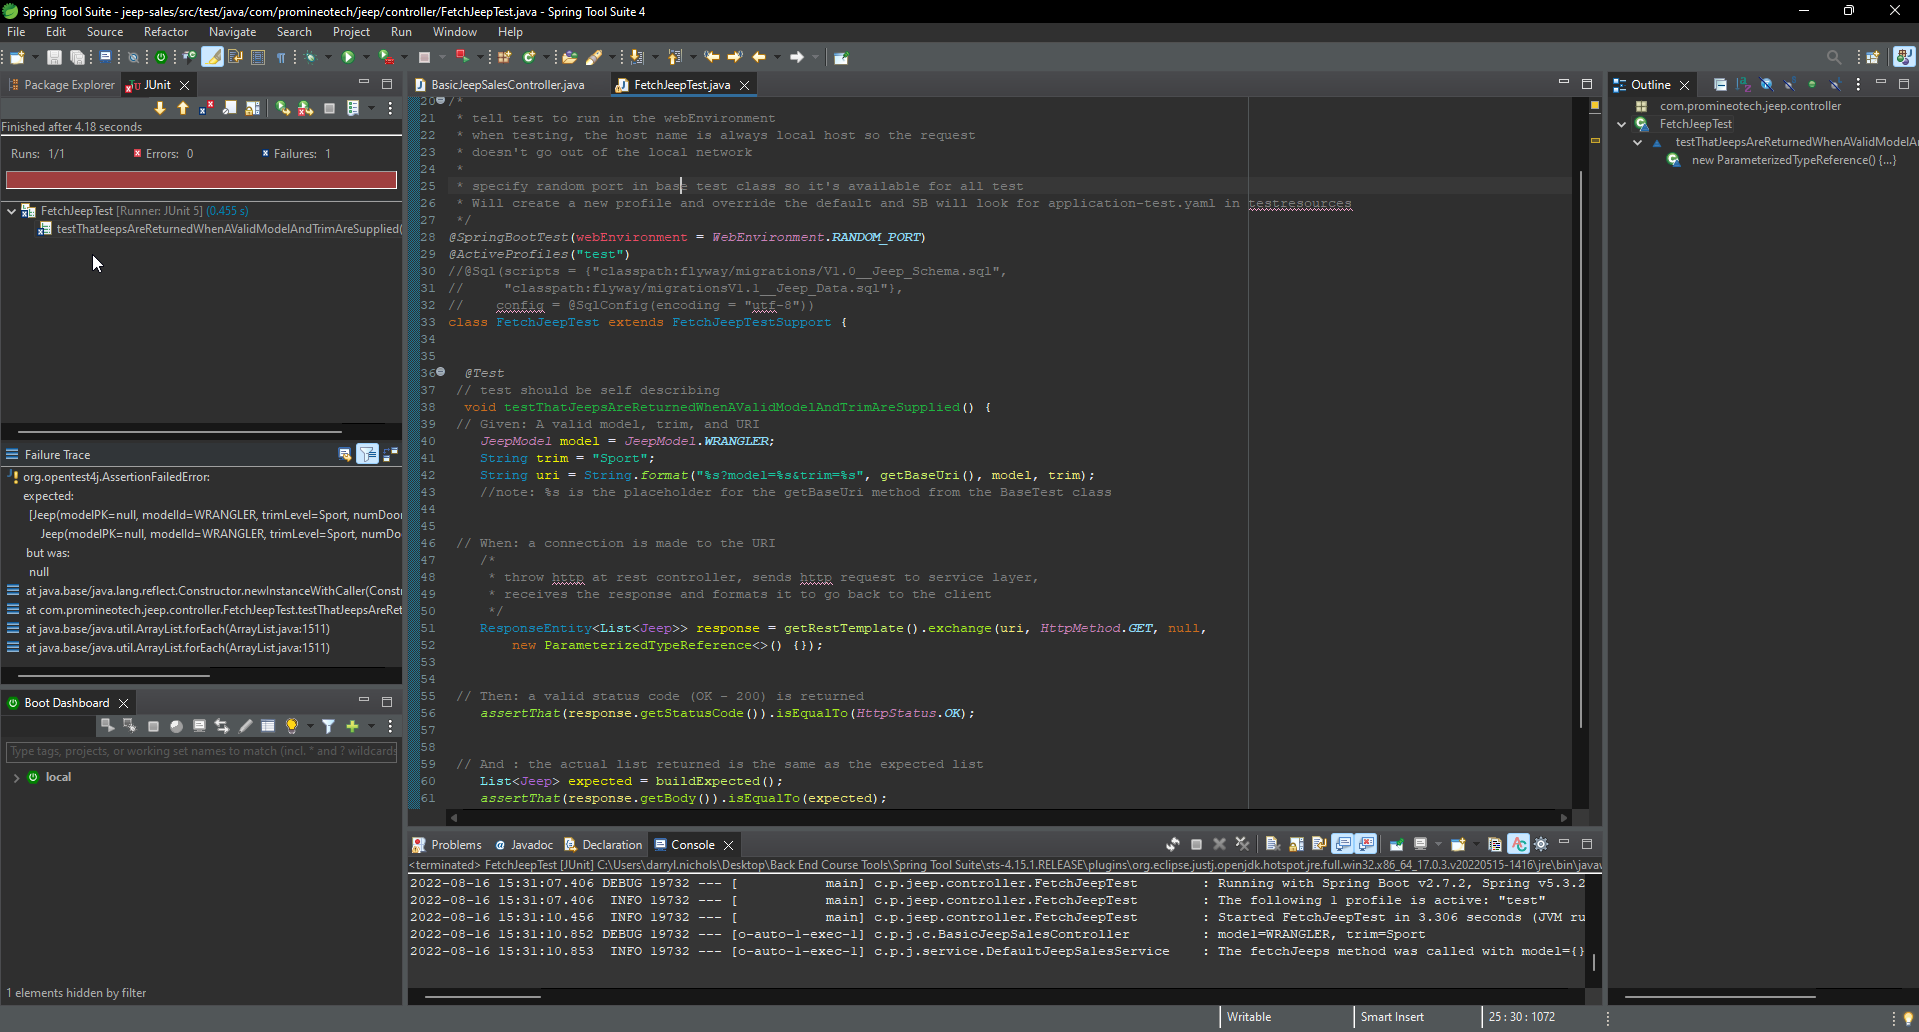 Spring Tool Suite - jeep-sales/src/test/java/com/promineotech/jeep/controller/FetchJeepTest.java - Spring Tool Suite 4
File Edit Source Refactor Navigate Search Project Run Window Help
Package Explorer JUnit
Finished after 4.18 seconds
Runs: 1/1 Errors: 0 Failures: 1
FetchJeepTest [Runner: JUnit 5] (0.455 s)
testThatJeepsAreReturnedWhenAValidModelAndTrimAreSupplied(
Failure Trace
org.opentest4j.AssertionFailedError:
expected:
[Jeep(modelPK=null, modelId=WRANGLER, trimLevel=Sport, numDoor
Jeep(modelPK=null, modelId=WRANGLER, trimLevel=Sport, numDo
but was:
null
at java.base/java.lang.reflect.Constructor.newInstanceWithCaller(Const
at com.promineotech.jeep.controller.FetchJeepTest.testThatJeepsAreRet
at java.base/java.util.ArrayList.forEach(ArrayList.java:1511)
at java.base/java.util.ArrayList.forEach(ArrayList.java:1511)
Boot Dashboard
Type tags, projects, or working set names to match (incl. * and ? wildcards
local
1 elements hidden by filter
BasicJeepSalesController.java FetchJeepTest.java
20 /*
21 * tell test to run in the webEnvironment
22 * when testing, the host name is always local host so the request
23 * doesn't go out of the local network
24 *
25 * specify random port in base test class so it's available for all test
26 * Will create a new profile and override the default and SB will look for application-test.yaml in testresources
27 */
28 @SpringBootTest(webEnvironment = WebEnvironment.RANDOM_PORT)
29 @ActiveProfiles("test")
30 //@Sql(scripts = {"classpath:flyway/migrations/V1.0__Jeep_Schema.sql",
31 // "classpath:flyway/migrationsV1.1__Jeep_Data.sql"},
32 // config = @SqlConfig(encoding = "utf-8"))
33 class FetchJeepTest extends FetchJeepTestSupport {
34
35
36 @Test
37 // test should be self describing
38 void testThatJeepsAreReturnedWhenAValidModelAndTrimAreSupplied() {
39 // Given: A valid model, trim, and URI
40 JeepModel model = JeepModel.WRANGLER;
41 String trim = "Sport";
42 String uri = String.format("%s?model=%s&trim=%s", getBaseUri(), model, trim);
43 //note: %s is the placeholder for the getBaseUri method from the BaseTest class
44
45
46 // When: a connection is made to the URI
47 /*
48 * throw http at rest controller, sends http request to service layer,
49 * receives the response and formats it to go back to the client
50 */
51 ResponseEntity<List<Jeep>> response = getRestTemplate().exchange(uri, HttpMethod.GET, null,
52 new ParameterizedTypeReference<>() {});
53
54
55 // Then: a valid status code (OK - 200) is returned
56 assertThat(response.getStatusCode()).isEqualTo(HttpStatus.OK);
57
58
59 // And : the actual list returned is the same as the expected list
60 List<Jeep> expected = buildExpected();
61 assertThat(response.getBody()).isEqualTo(expected);
Problems Javadoc Declaration Console
<terminated> FetchJeepTest [JUnit] C:\Users\darryl.nichols\Desktop\Back End Course Tools\Spring Tool Suite\sts-4.15.1.RELEASE\plugins\org.eclipse.justj.openjdk.hotspot.jre.full.win32.x86_64_17.0.3.v20220515-1416\jre\bin\javaw
2022-08-16 15:31:07.406 DEBUG 19732 --- [ main] c.p.jeep.controller.FetchJeepTest : Running with Spring Boot v2.7.2, Spring v5.3.2
2022-08-16 15:31:07.406 INFO 19732 --- [ main] c.p.jeep.controller.FetchJeepTest : The following 1 profile is active: "test"
2022-08-16 15:31:10.456 INFO 19732 --- [ main] c.p.jeep.controller.FetchJeepTest : Started FetchJeepTest in 3.306 seconds (JVM ru
2022-08-16 15:31:10.852 DEBUG 19732 --- [o-auto-1-exec-1] c.p.j.c.BasicJeepSalesController : model=WRANGLER, trim=Sport
2022-08-16 15:31:10.853 INFO 19732 --- [o-auto-1-exec-1] c.p.j.service.DefaultJeepSalesService : The fetchJeeps method was called with model={}
Outline
com.promineotech.jeep.controller
FetchJeepTest
testThatJeepsAreReturnedWhenAValidModelAn
new ParameterizedTypeReference() {...}
Writable Smart Insert 25 : 30 : 1072